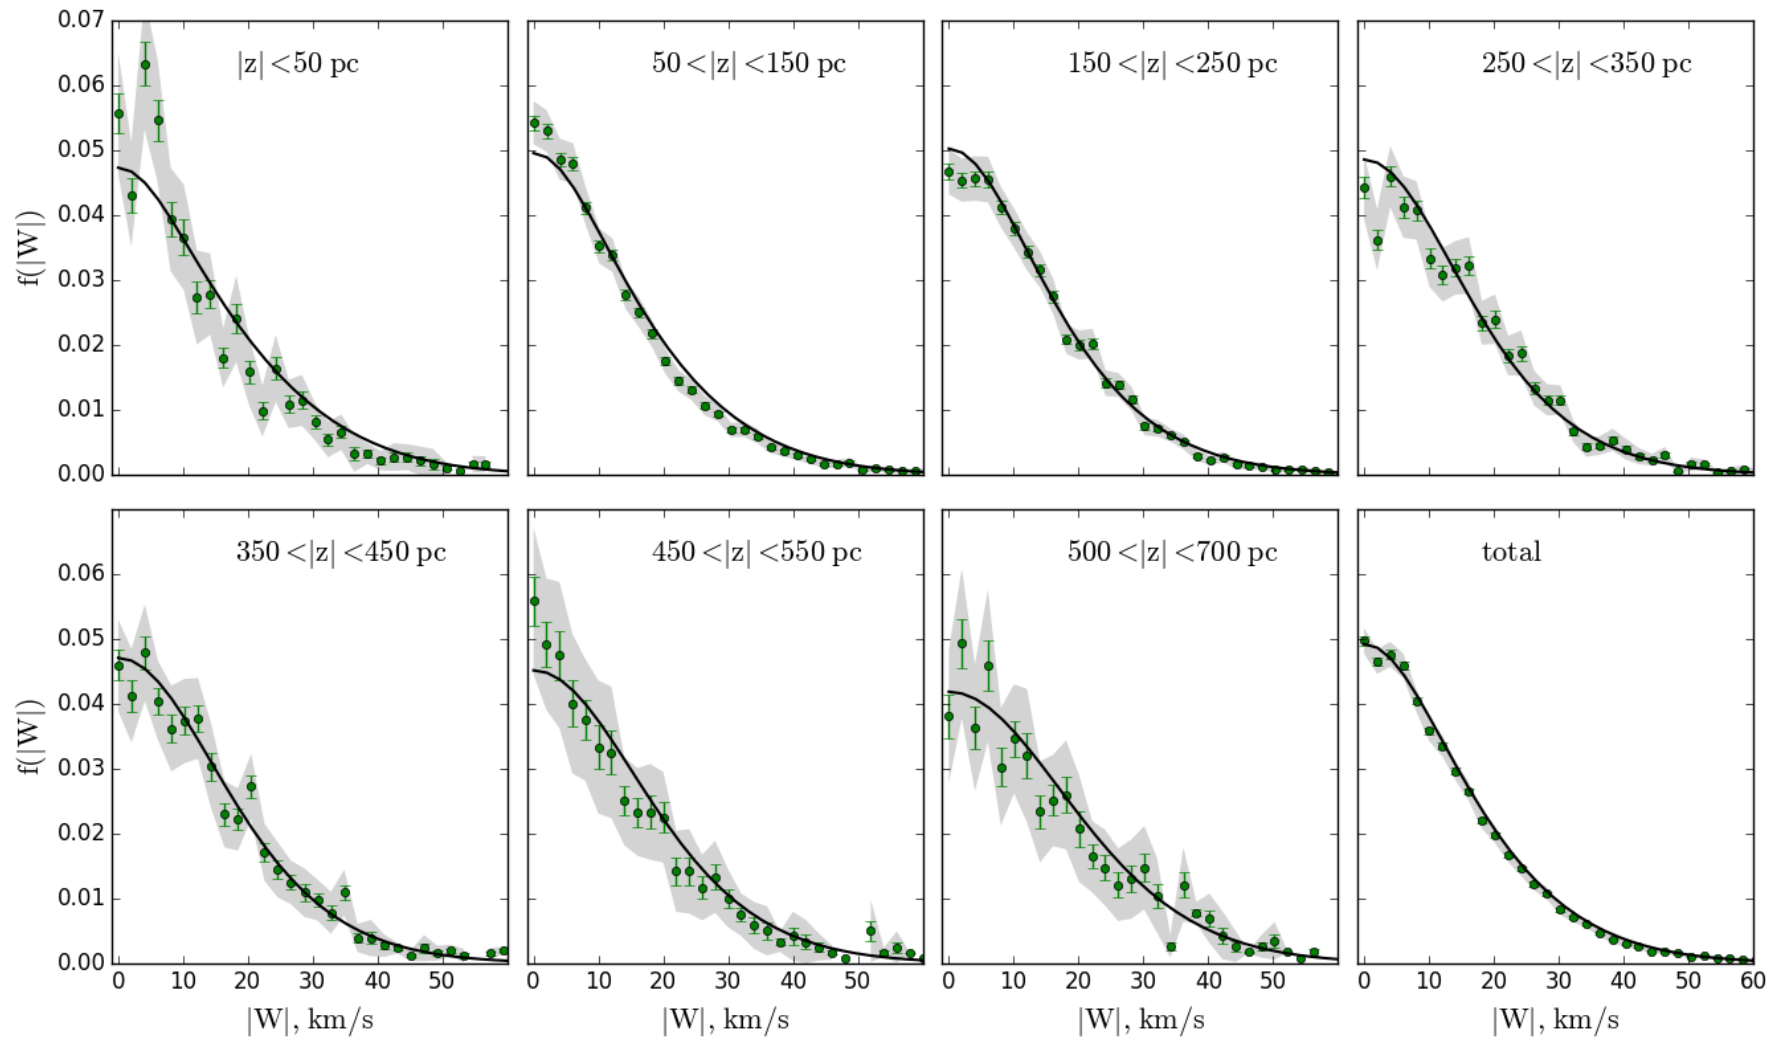 0.07
0.06
0.05
0.04
0.03
0.02
0.01
0.00
f(|W|)
|z| <50 pc
50 <|z| <150 pc
150 <|z| <250 pc
250 <|z| <350 pc
0.06
0.05
0.04
0.03
0.02
0.01
0.00
f(|W|)
350 <|z| <450 pc
450 <|z| <550 pc
500 <|z| <700 pc
total
0 10 20 30 40 50
0 10 20 30 40 50
0 10 20 30 40 50
0 10 20 30 40 50 60
|W|, km/s
|W|, km/s
|W|, km/s
|W|, km/s